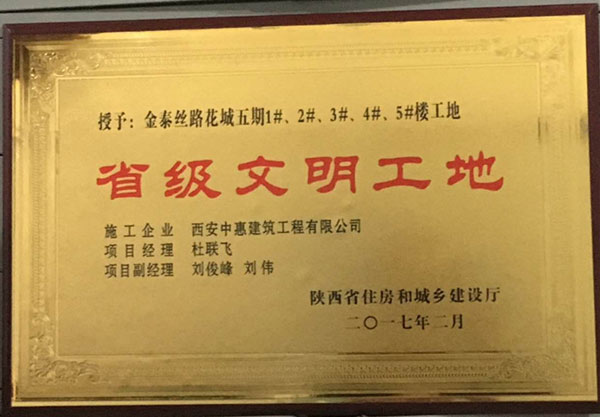 授予：金泰丝路花城五期1#、2#、3#、4#、5#楼工地
省级文明工地
施工企业 西安中惠建筑工程有限公司
项目经理 杜联飞
项目副经理 刘俊峰 刘伟
陕西省住房和城乡建设厅
二〇一七年二月